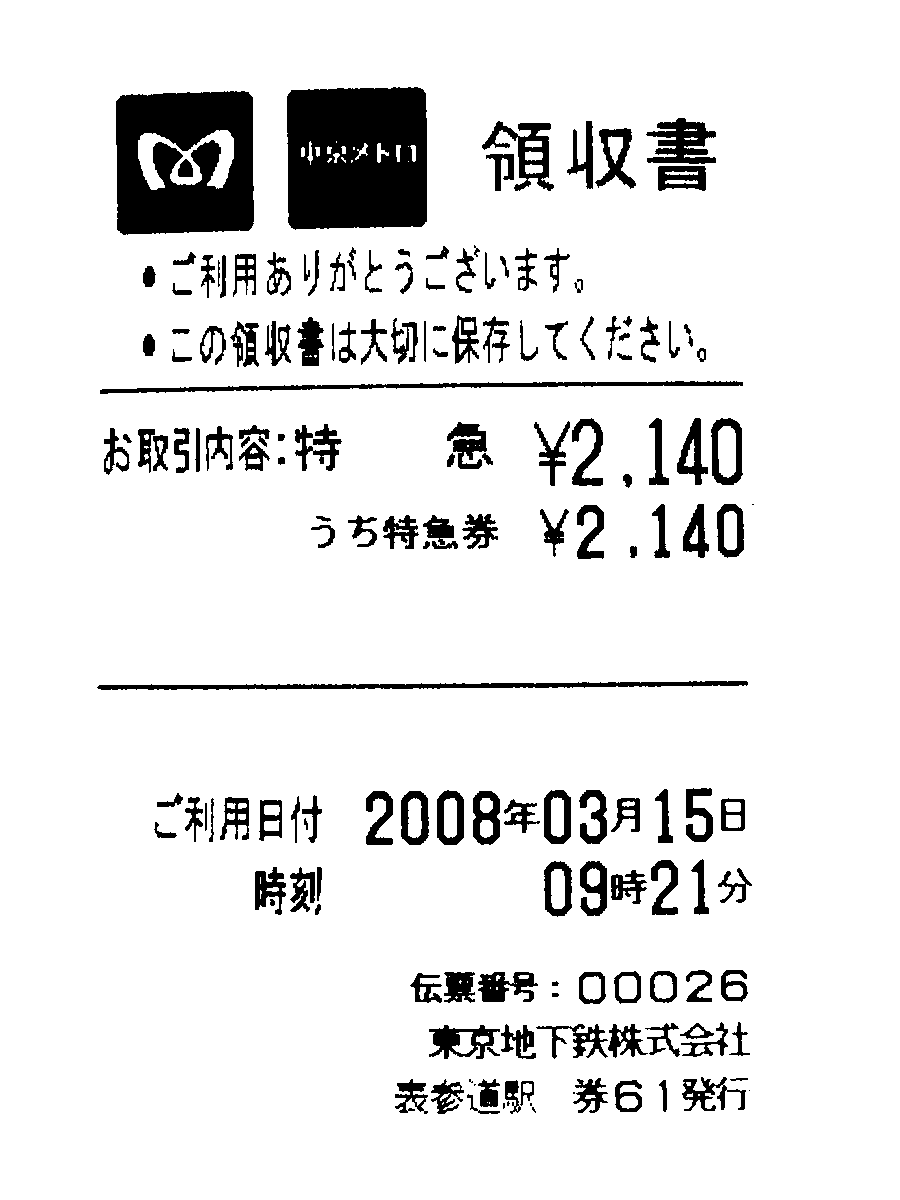 東京メトロ 領収書
•ご利用ありがとうございます。
•この領収書は大切に保存してください。
お取引内容:特 急 ¥2,140
うち特急券 ¥2,140
ご利用日付 2008年03月15日
時刻 09時21分
伝票番号:00026
東京地下鉄株式会社
表参道駅 券61発行